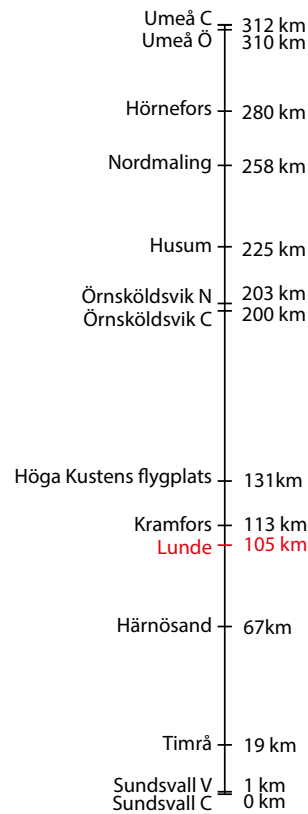 Umeå C 312 km
Umeå Ö 310 km
Hörnefors 280 km
Nordmaling 258 km
Husum 225 km
Örnsköldsvik N 203 km
Örnsköldsvik C 200 km
Höga Kustens flygplats 131km
Kramfors 113 km
Lunde 105 km
Härnösand 67km
Timrå 19 km
Sundsvall V 1 km
Sundsvall C 0 km